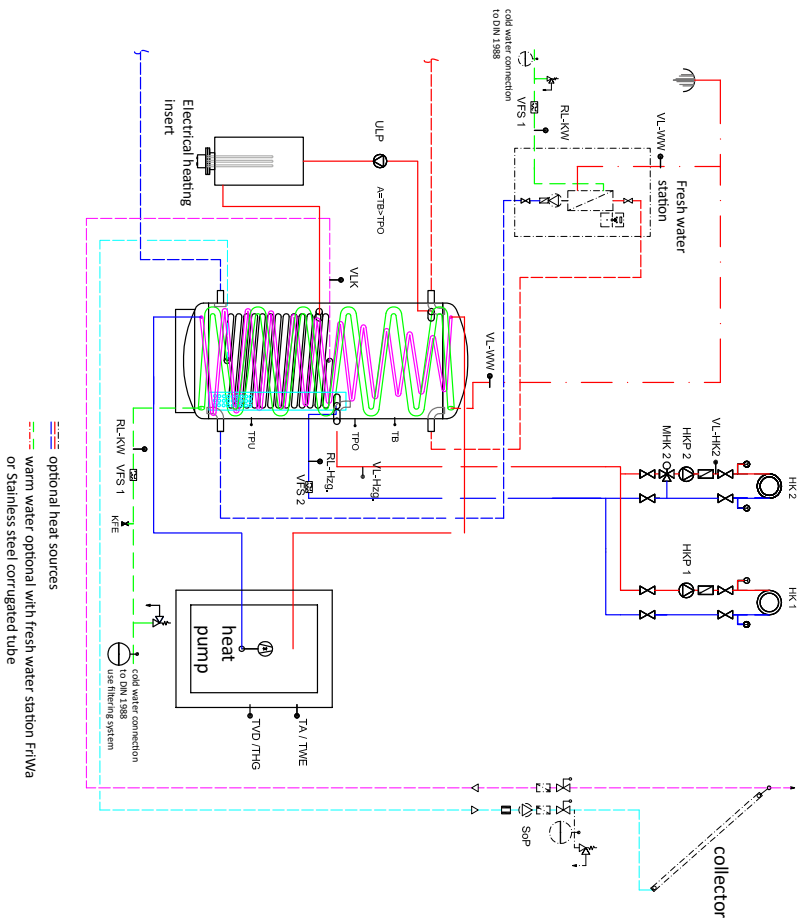 cold water connection
to DIN 1988
VFS 1
RL-KW
VL-WW
Fresh water
station
Electrical heating
insert
ULP
A=TB>TPO
VLK
VL-WW
TPU
TPO
TB
RL-Hzg.
VFS 2
VL-Hzg.
MHK 2
HKP 2
VL-HK2
HK 2
HKP 1
HK 1
RL-KW
VFS 1
KFE
heat
pump
cold water connection
to DIN 1988
use filtering system
TVD /THG
TA / TWE
SoP
collector
optional heat sources
warm water optional with fresh water station FriWa
or Stainless steel corrugated tube